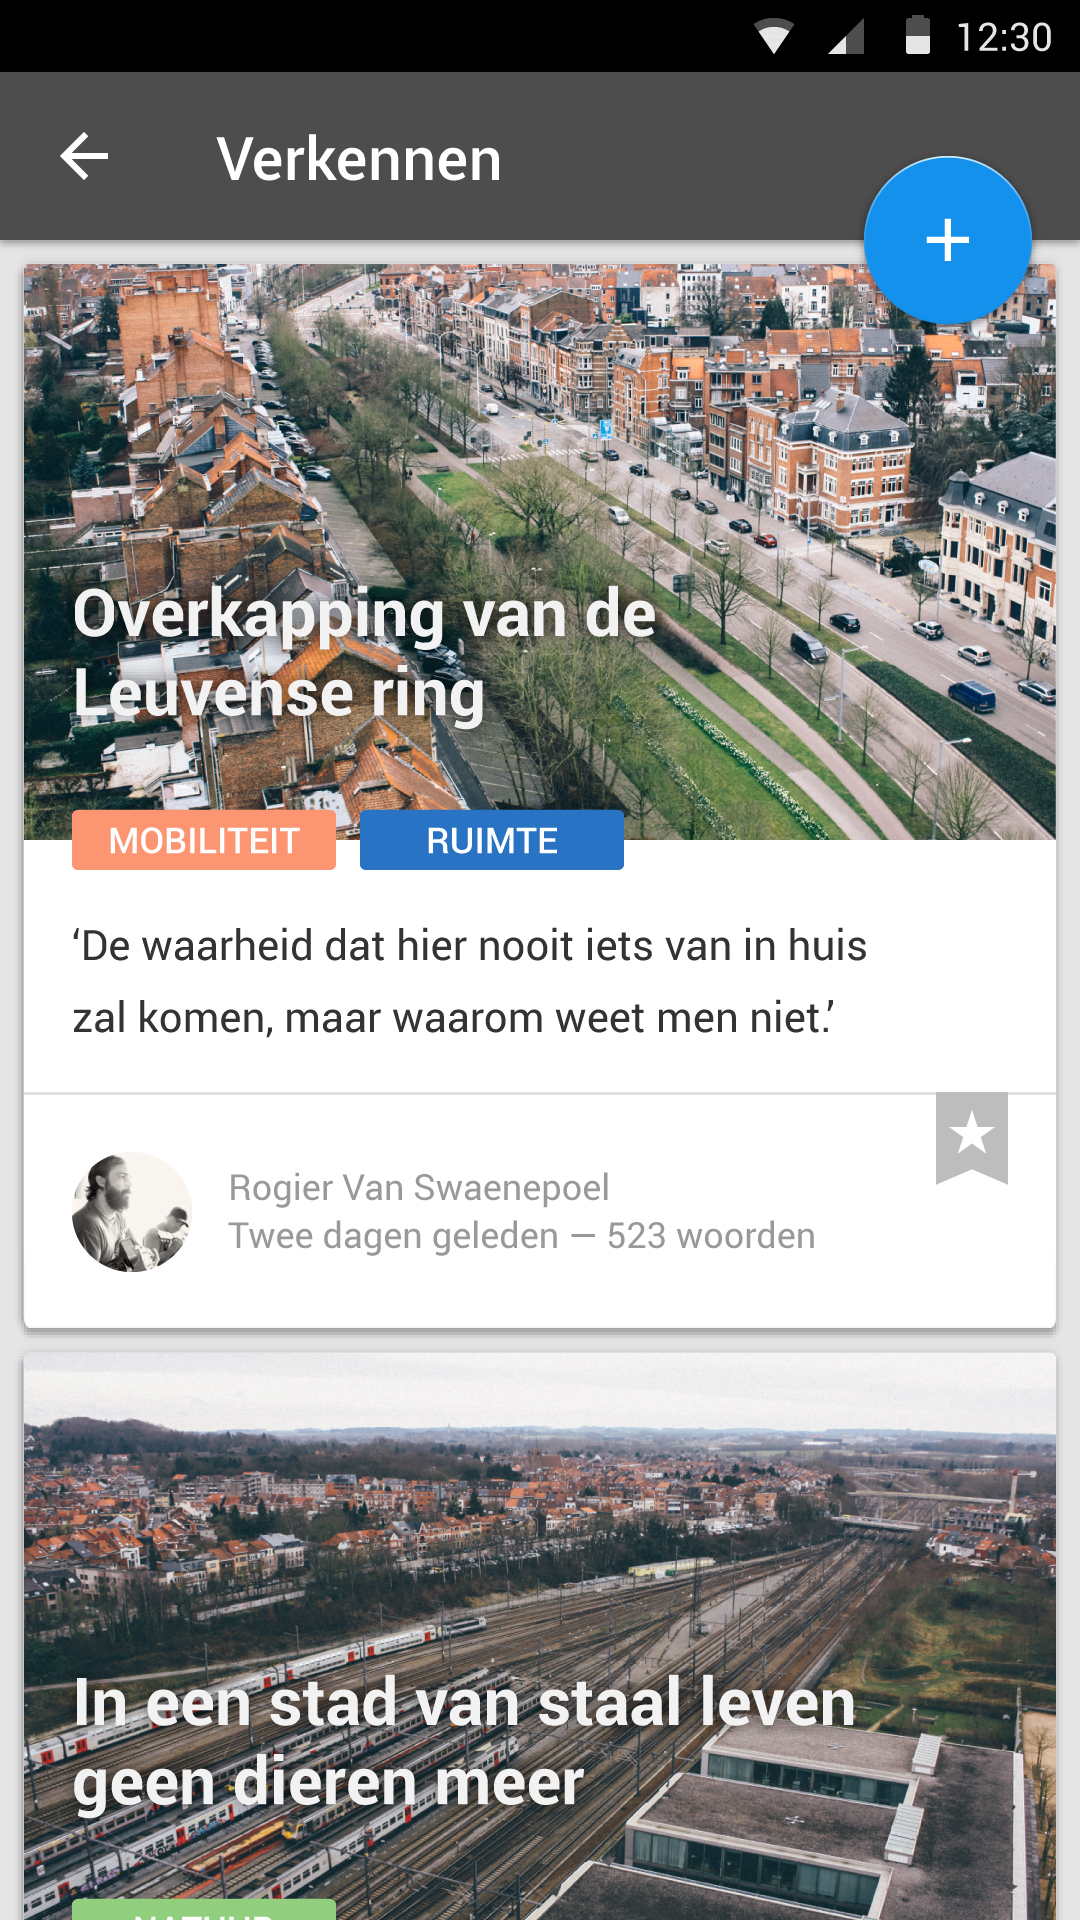 12:30
Verkennen
Overkapping van de
Leuvense ring
MOBILITEIT RUIMTE
‘De waarheid dat hier nooit iets van in huis
zal komen, maar waarom weet men niet.’
Rogier Van Swaenepoel
Twee dagen geleden — 523 woorden
In een stad van staal leven
geen dieren meer
NATUUR